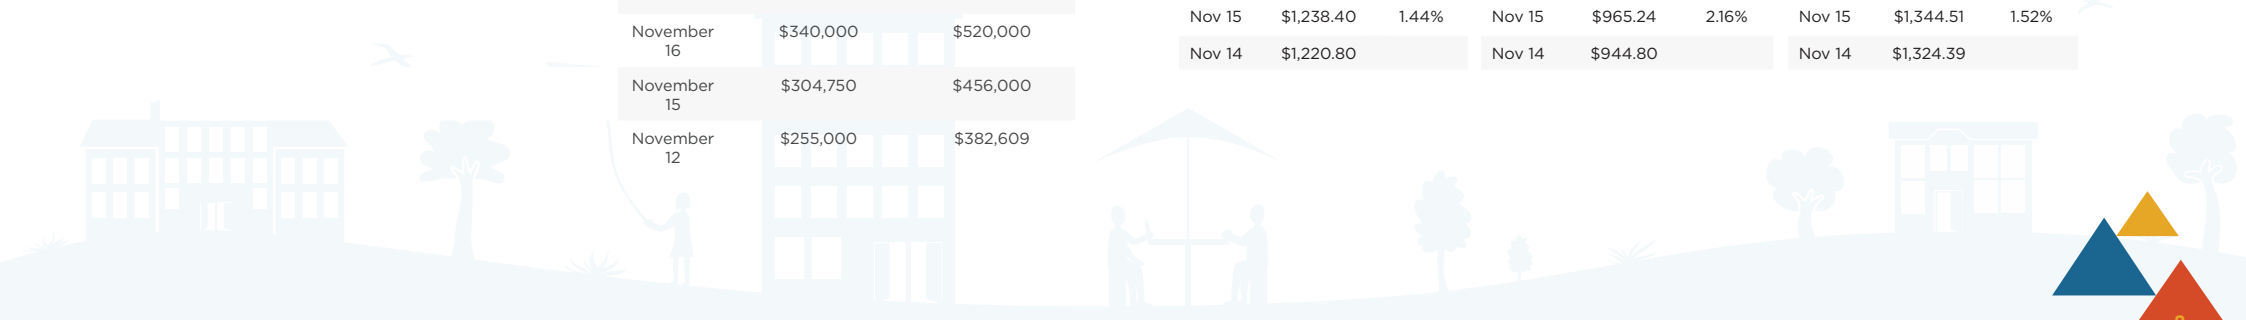 November $340,000 $520,000
16
November $304,750 $456,000
15
November $255,000 $382,609
12
Nov 15 $1,238.40 1.44% Nov 15 $965.24 2.16% Nov 15 $1,344.51 1.52%
Nov 14 $1,220.80 Nov 14 $944.80 Nov 14 $1,324.39